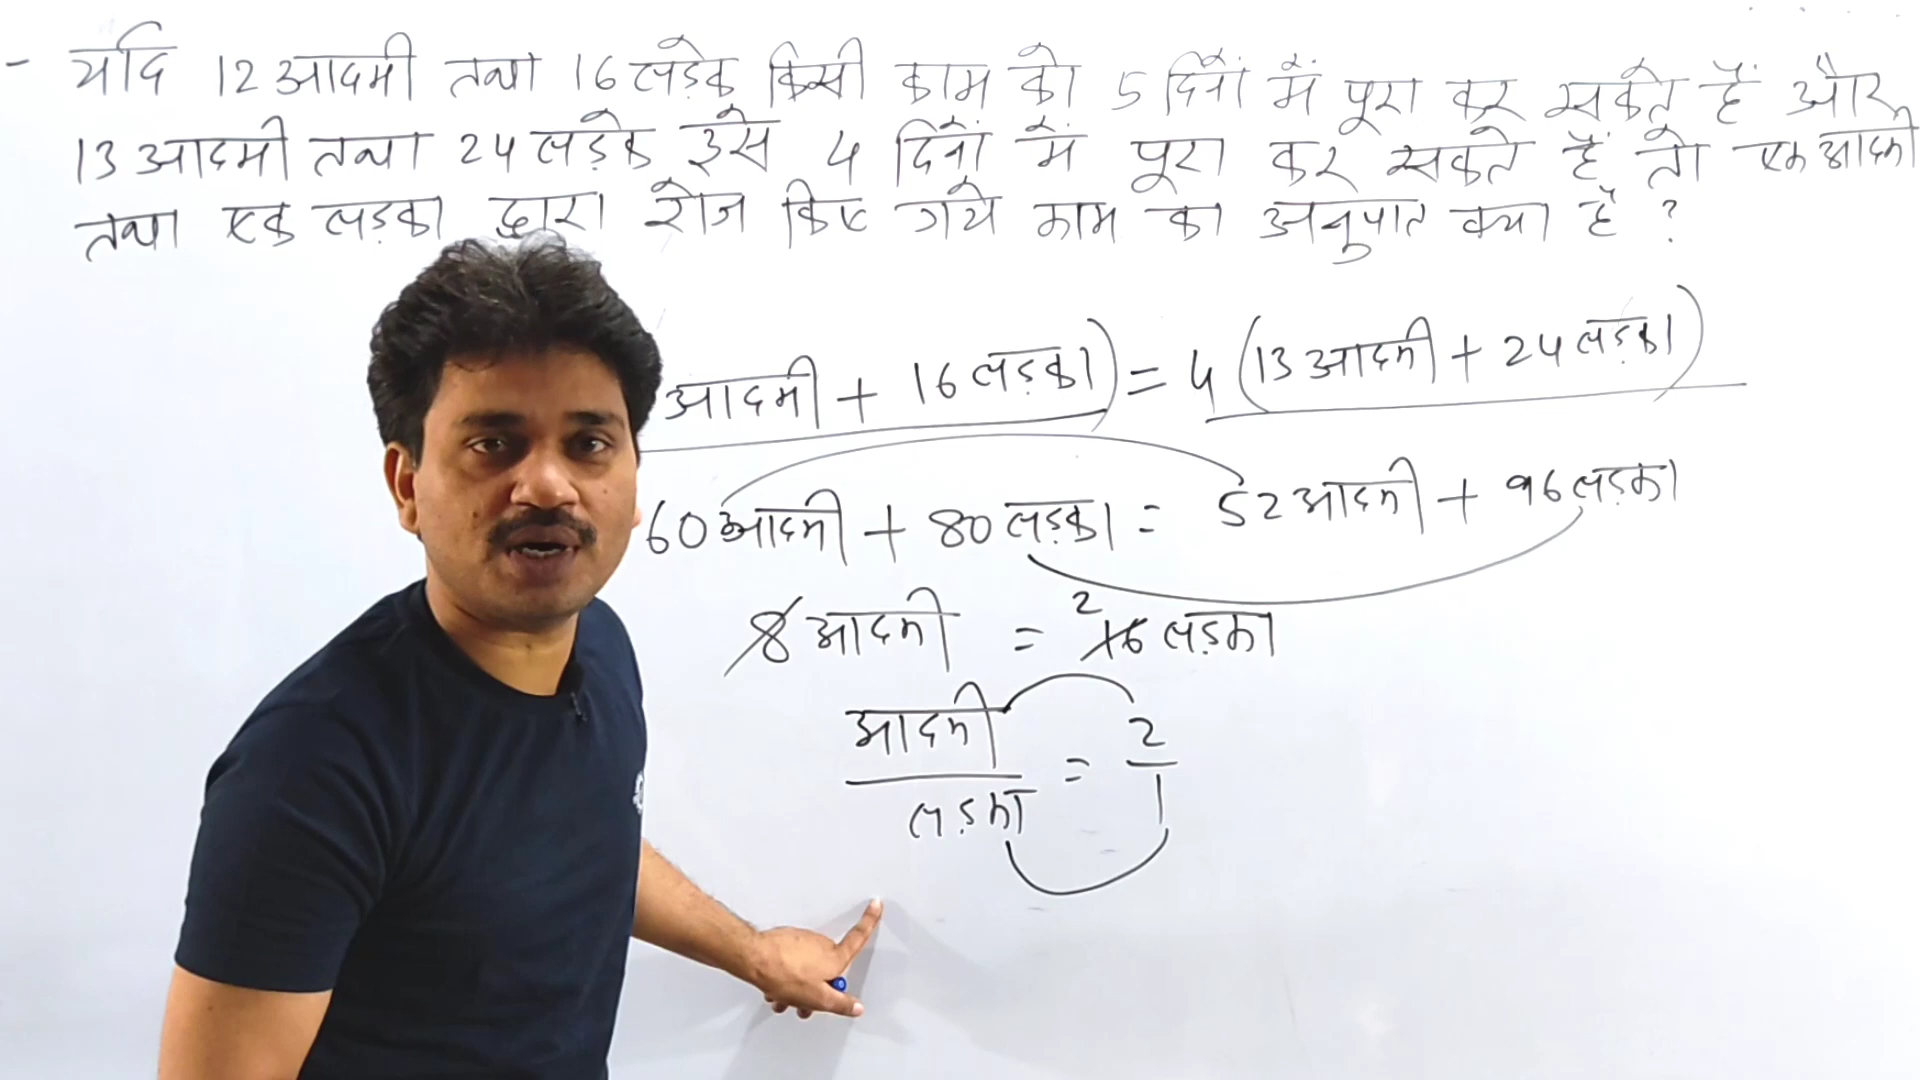 - यदि 12 आदमी तथा 16 लड़के किसी काम को 5 दिनों में पूरा कर सकते हैं और
13 आदमी तथा 24 लड़के इसे 4 दिनों में पूरा कर सकते हैं तो एक आदमी
तथा एक लड़का द्वारा रोज किए गये काम का अनुपात क्या है ?
आदमी + 16 लड़का) = 4 (13 आदमी + 24 लड़का)
60 आदमी + 80 लड़का = 52 आदमी + 96 लड़का
2
8 आदमी = 16 लड़का
आदमी 2
=
लड़का 1